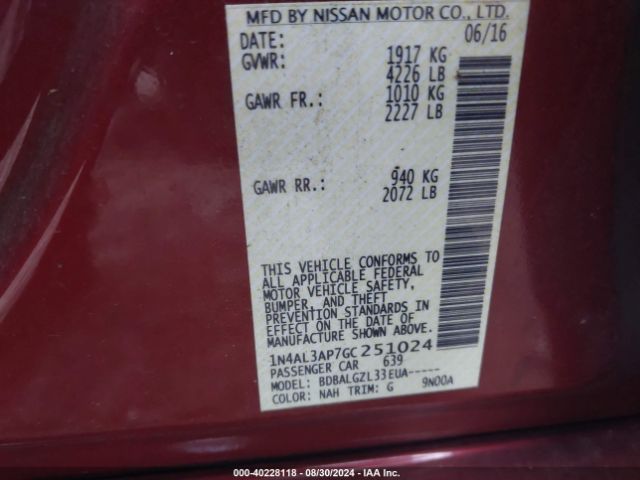 MFD BY NISSAN MOTOR CO., LTD.
DATE: 06/16
GVWR: 1917 KG
4226 LB
GAWR FR.: 1010 KG
2227 LB
GAWR RR.: 940 KG
2072 LB
THIS VEHICLE CONFORMS TO
ALL APPLICABLE FEDERAL
MOTOR VEHICLE SAFETY,
BUMPER, AND THEFT
PREVENTION STANDARDS IN
EFFECT ON THE DATE OF
MANUFACTURE SHOWN ABOVE.
1N4AL3AP7GC251024
PASSENGER CAR 639
MODEL: BDBALGZL33EUA-----
COLOR: NAH TRIM: G 9N00A
000-40228118 - 08/30/2024 - IAA Inc.